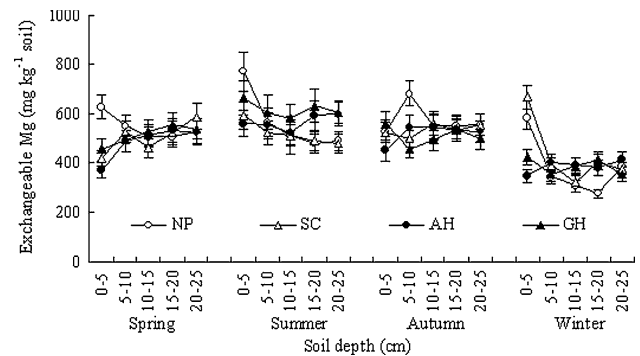 Exchangeable Mg (mg kg-1 soil)
1000
800
600
400
200
0
NP SC AH GH
0-5 5-10 10-15 15-20 20-25 0-5 5-10 10-15 15-20 20-25 0-5 5-10 10-15 15-20 20-25 0-5 5-10 10-15 15-20 20-25
Spring Summer Autumn Winter
Soil depth (cm)